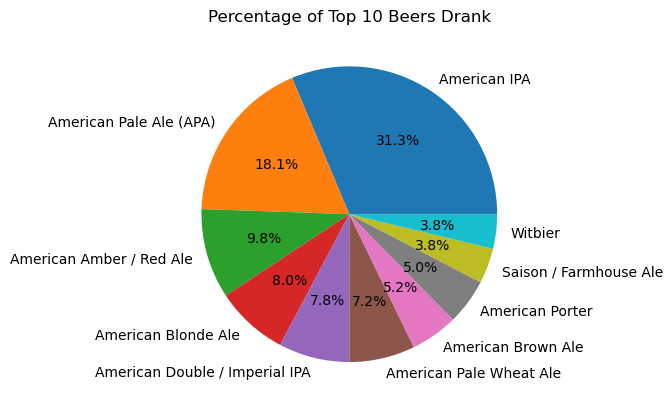 Percentage of Top 10 Beers Drank
American IPA
31.3%
American Pale Ale (APA)
18.1%
American Amber / Red Ale
9.8%
American Blonde Ale
8.0%
American Double / Imperial IPA
7.8%
American Pale Wheat Ale
7.2%
American Brown Ale
5.2%
American Porter
5.0%
Saison / Farmhouse Ale
3.8%
Witbier
3.8%